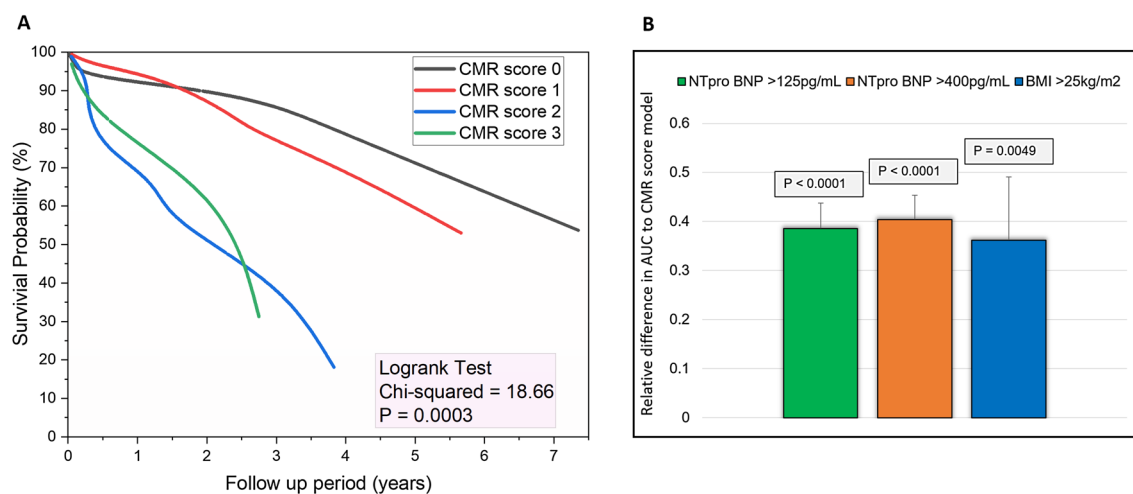 A
Survivial Probability (%)
100
90
80
70
60
50
40
30
20
10
0
0 1 2 3 4 5 6 7
Follow up period (years)
CMR score 0
CMR score 1
CMR score 2
CMR score 3
Logrank Test
Chi-squared = 18.66
P = 0.0003
B
NTpro BNP >125pg/mL NTpro BNP >400pg/mL BMI >25kg/m2
Relative difference in AUC to CMR score model
0.6
0.5
0.4
0.3
0.2
0.1
0
P < 0.0001
P < 0.0001
P = 0.0049